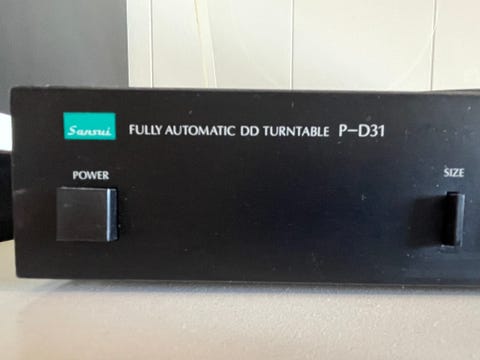 Sansui FULLY AUTOMATIC DD TURNTABLE P-D31
POWER SIZE